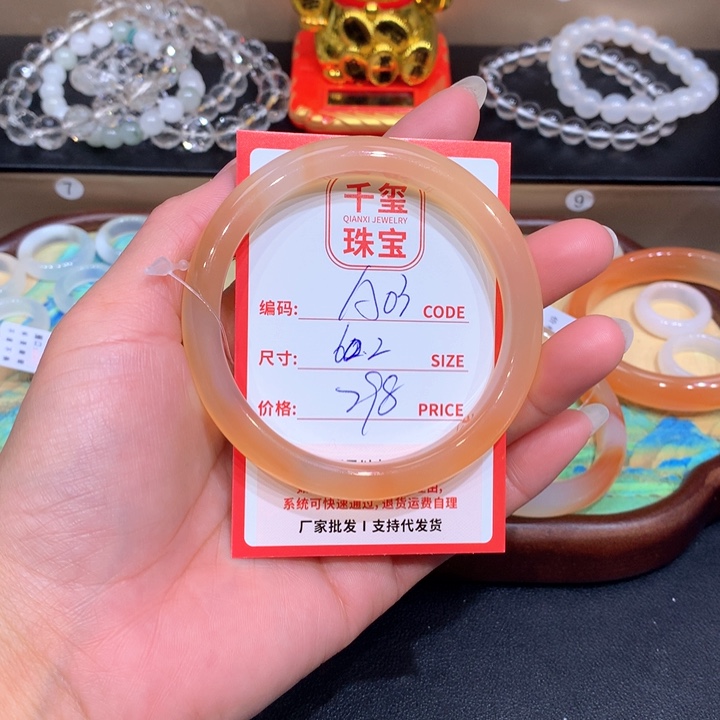 千玺
QIANXI JEWELRY
珠宝
编码: A03 CODE
尺寸: 60.2 SIZE
价格: 298 PRICE
系统可快速通过, 退货运费自理
厂家批发 I 支持代发货
7
9